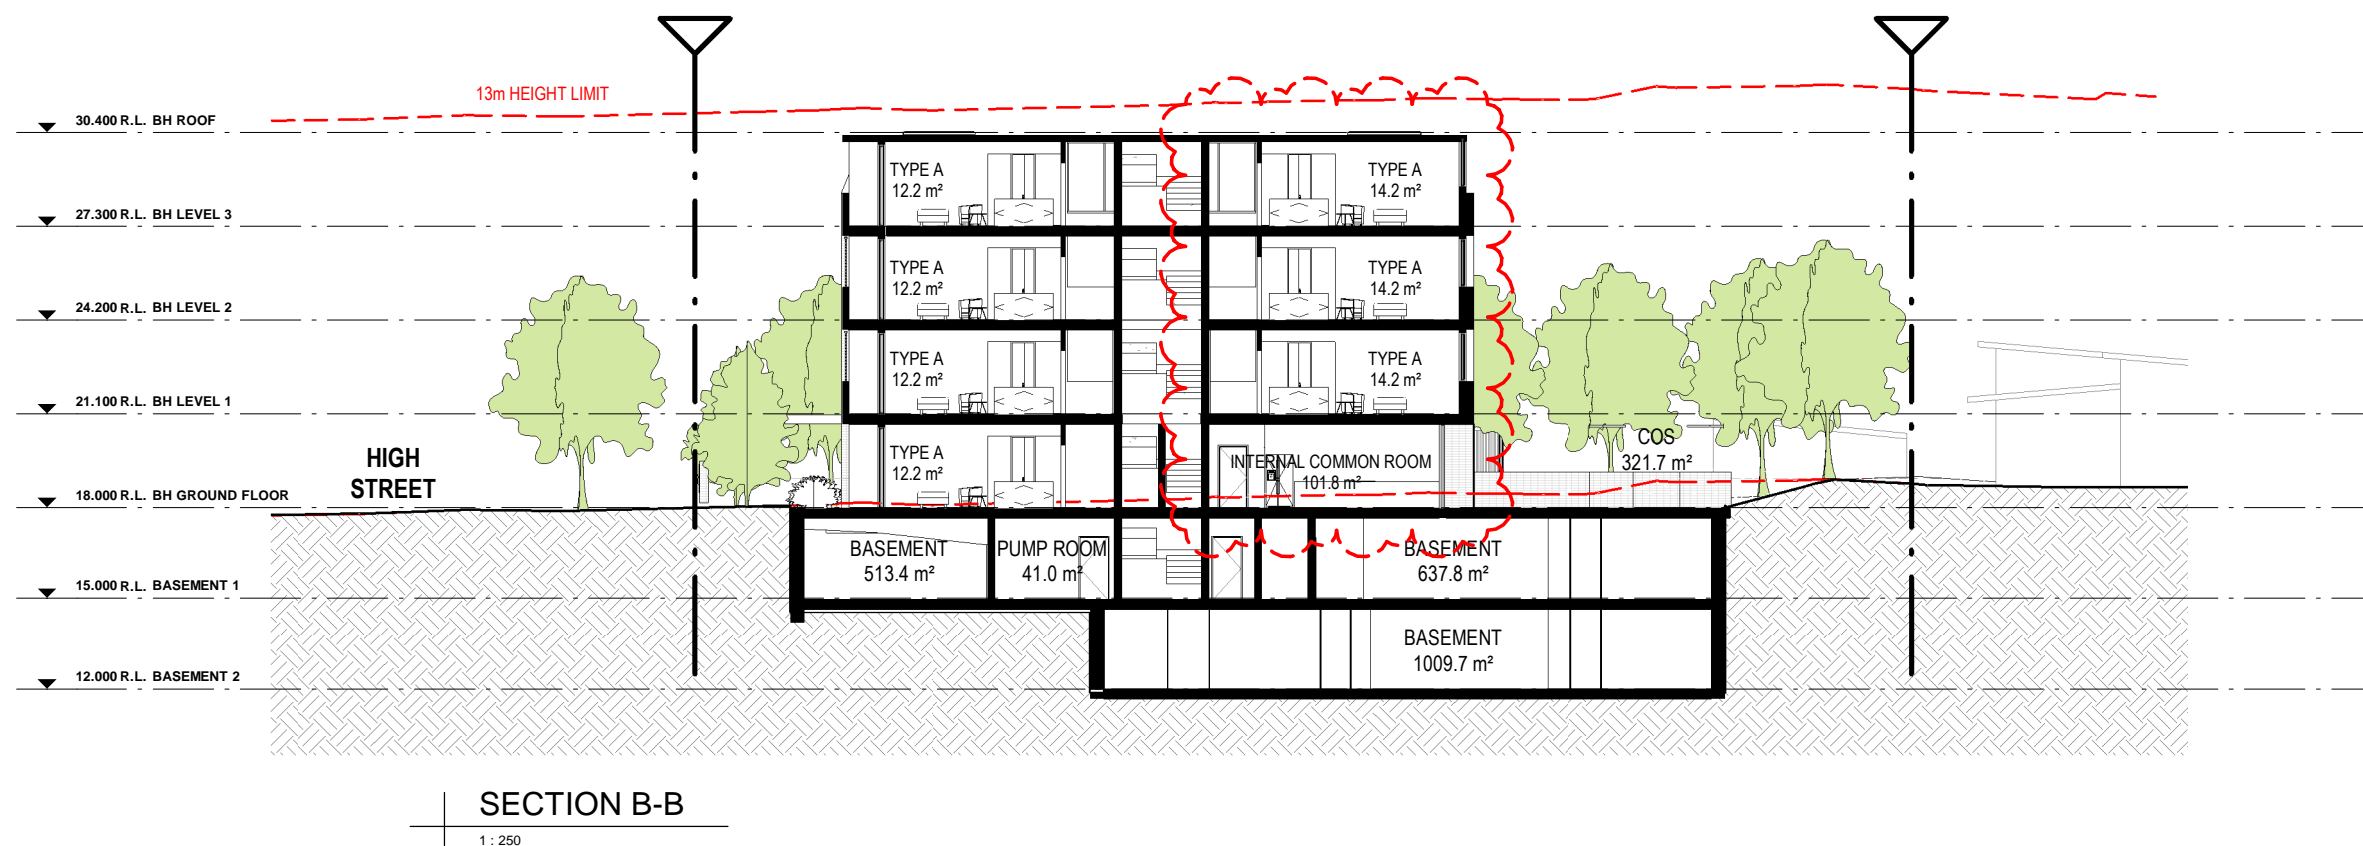 13m HEIGHT LIMIT
30.400 R.L. BH ROOF
TYPE A
12.2 m²
TYPE A
14.2 m²
27.300 R.L. BH LEVEL 3
TYPE A
12.2 m²
TYPE A
14.2 m²
24.200 R.L. BH LEVEL 2
TYPE A
12.2 m²
TYPE A
14.2 m²
21.100 R.L. BH LEVEL 1
HIGH
STREET
TYPE A
12.2 m²
INTERNAL COMMON ROOM
101.8 m²
COS
321.7 m²
18.000 R.L. BH GROUND FLOOR
BASEMENT
513.4 m²
PUMP ROOM
41.0 m²
BASEMENT
637.8 m²
15.000 R.L. BASEMENT 1
BASEMENT
1009.7 m²
12.000 R.L. BASEMENT 2
SECTION B-B
1 : 250